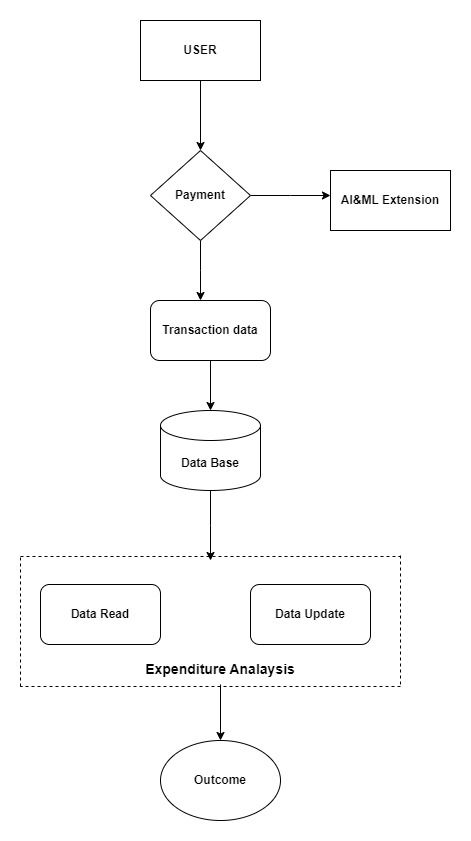 USER
Payment
AI&ML Extension
Transaction data
Data Base
Data Read
Data Update
Expenditure Analaysis
Outcome